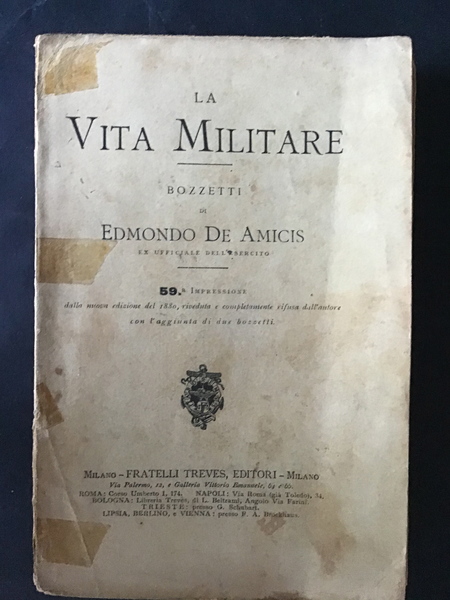 LA
VITA MILITARE
BOZZETTI
DI
EDMONDO DE AMICIS
EX UFFICIALE DELL'ESERCITO
59.ª IMPRESSIONE
dalla nuova edizione del 1880, riveduta e completamente rifusa dall'autore
con l'aggiunta di due bozzetti.
MILANO - FRATELLI TREVES, EDITORI - MILANO
Via Palermo, 12, e Galleria Vittorio Emanuele, 64 e 66.
ROMA: Corso Umberto I, 174. NAPOLI: Via Roma (già Toledo), 34.
BOLOGNA: Libreria Treves, di L. Beltrami, Angolo Via Farini.
TRIESTE: presso G. Schubart.
LIPSIA, BERLINO, e VIENNA: presso F. A. Brockhaus.